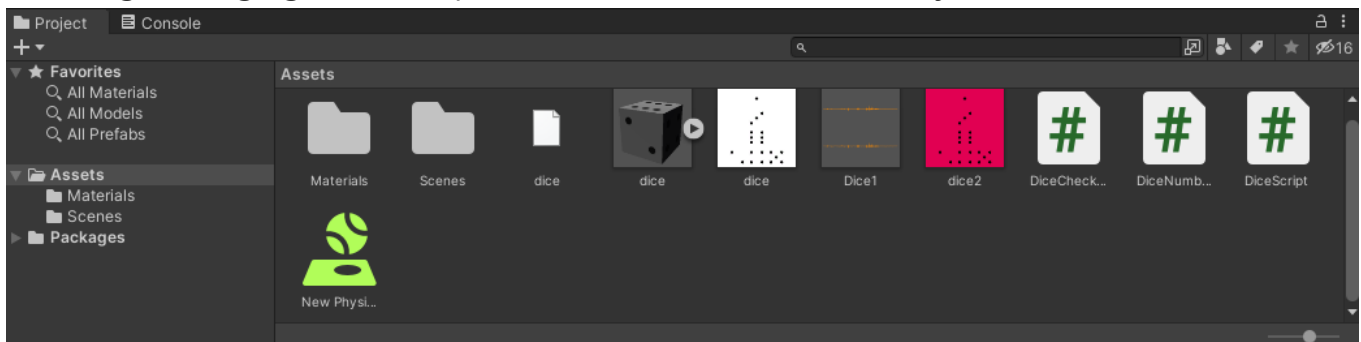 Project Console
16
Favorites
All Materials
All Models
All Prefabs
Assets
Materials
Scenes
Packages
Assets
Materials Scenes dice dice dice Dice1 dice2 DiceCheck... DiceNumb... DiceScript
New Physi...